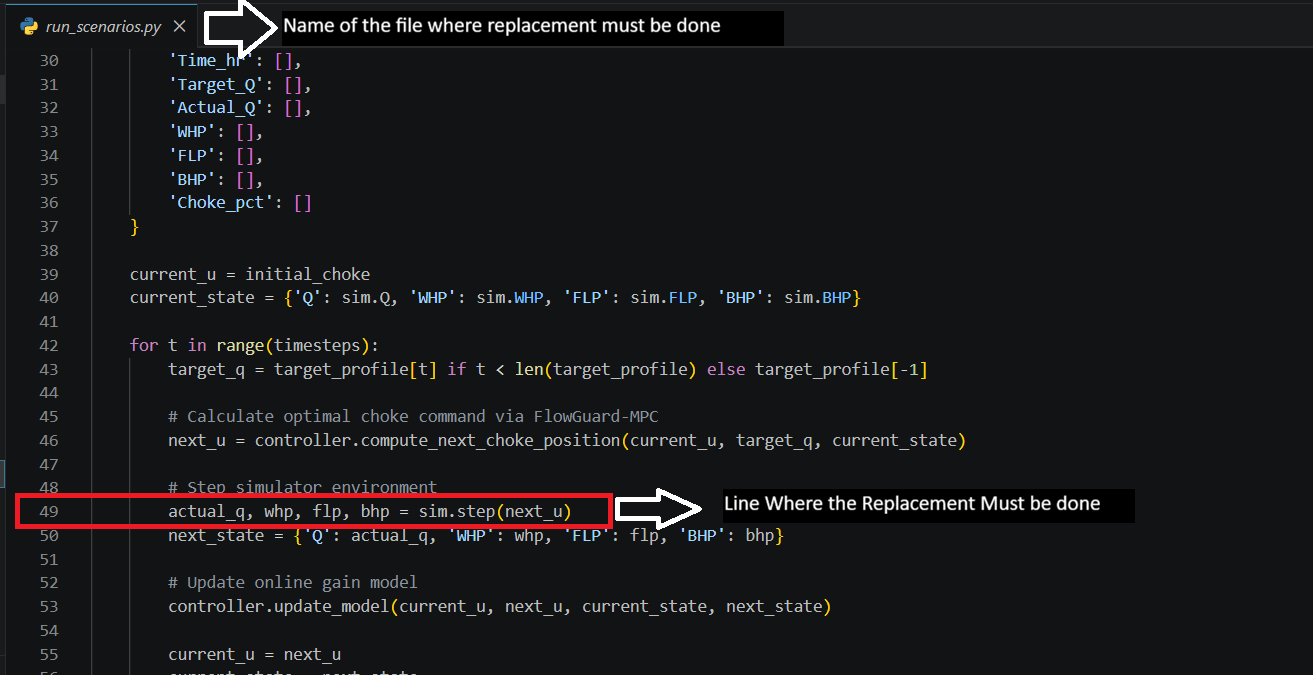 run_scenarios.py
Name of the file where replacement must be done
30 'Time_hr': [],
31 'Target_Q': [],
32 'Actual_Q': [],
33 'WHP': [],
34 'FLP': [],
35 'BHP': [],
36 'Choke_pct': []
37 }
38
39 current_u = initial_choke
40 current_state = {'Q': sim.Q, 'WHP': sim.WHP, 'FLP': sim.FLP, 'BHP': sim.BHP}
41
42 for t in range(timesteps):
43 target_q = target_profile[t] if t < len(target_profile) else target_profile[-1]
44
45 # Calculate optimal choke command via FlowGuard-MPC
46 next_u = controller.compute_next_choke_position(current_u, target_q, current_state)
47
48 # Step simulator environment
49 actual_q, whp, flp, bhp = sim.step(next_u)
Line Where the Replacement Must be done
50 next_state = {'Q': actual_q, 'WHP': whp, 'FLP': flp, 'BHP': bhp}
51
52 # Update online gain model
53 controller.update_model(current_u, next_u, current_state, next_state)
54
55 current_u = next_u